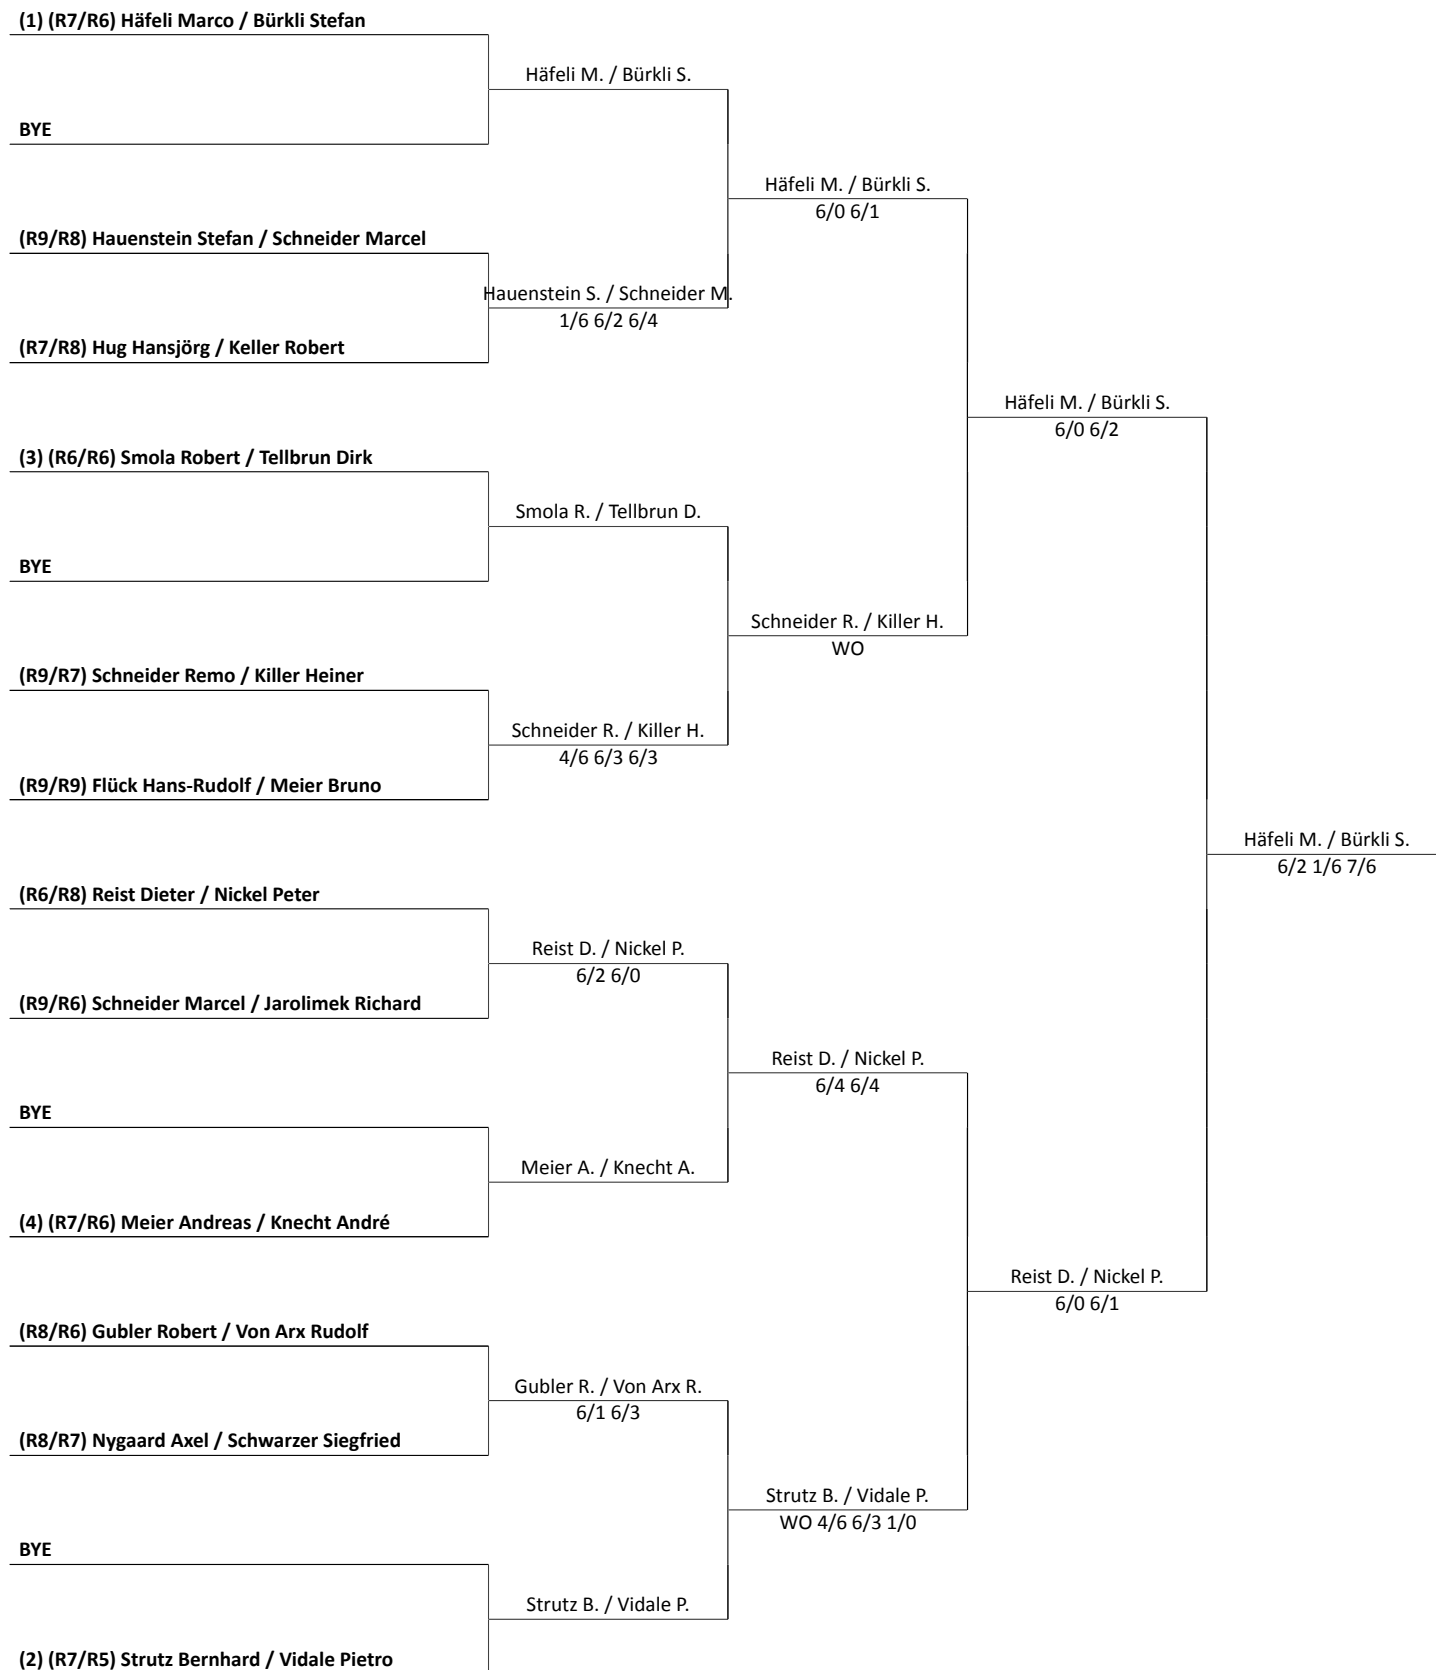 (1) (R7/R6) Häfeli Marco / Bürkli Stefan
Häfeli M. / Bürkli S.
BYE
Häfeli M. / Bürkli S.
6/0 6/1
(R9/R8) Hauenstein Stefan / Schneider Marcel
Hauenstein S. / Schneider M.
1/6 6/2 6/4
(R7/R8) Hug Hansjörg / Keller Robert
Häfeli M. / Bürkli S.
6/0 6/2
(3) (R6/R6) Smola Robert / Tellbrun Dirk
Smola R. / Tellbrun D.
BYE
Schneider R. / Killer H.
WO
(R9/R7) Schneider Remo / Killer Heiner
Schneider R. / Killer H.
4/6 6/3 6/3
(R9/R9) Flück Hans-Rudolf / Meier Bruno
Häfeli M. / Bürkli S.
6/2 1/6 7/6
(R6/R8) Reist Dieter / Nickel Peter
Reist D. / Nickel P.
6/2 6/0
(R9/R6) Schneider Marcel / Jarolimek Richard
Reist D. / Nickel P.
6/4 6/4
BYE
Meier A. / Knecht A.
(4) (R7/R6) Meier Andreas / Knecht André
Reist D. / Nickel P.
6/0 6/1
(R8/R6) Gubler Robert / Von Arx Rudolf
Gubler R. / Von Arx R.
6/1 6/3
(R8/R7) Nygaard Axel / Schwarzer Siegfried
Strutz B. / Vidale P.
WO 4/6 6/3 1/0
BYE
Strutz B. / Vidale P.
(2) (R7/R5) Strutz Bernhard / Vidale Pietro